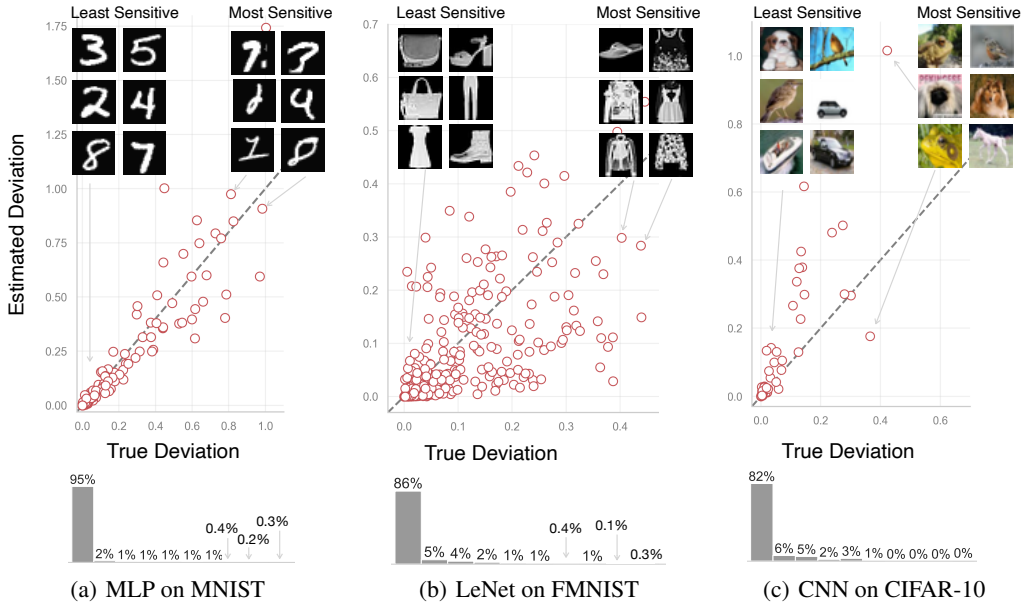 Least Sensitive
Most Sensitive
1.75
1.50
1.25
1.00
0.75
0.50
0.25
0.00
0.0 0.2 0.4 0.6 0.8 1.0
Estimated Deviation
True Deviation
95%
2% 1% 1% 1% 1% 1%
0.4%
0.2%
0.3%
(a) MLP on MNIST
Least Sensitive
Most Sensitive
0.7
0.6
0.5
0.4
0.3
0.2
0.1
0.0
0.0 0.1 0.2 0.3 0.4
True Deviation
86%
5% 4% 2% 1% 1%
0.4%
1%
0.1%
0.3%
(b) LeNet on FMNIST
Least Sensitive
Most Sensitive
1.0
0.8
0.6
0.4
0.2
0.0
0.0 0.2 0.4 0.6
True Deviation
82%
6% 5% 2% 3% 1% 0% 0% 0% 0%
(c) CNN on CIFAR-10